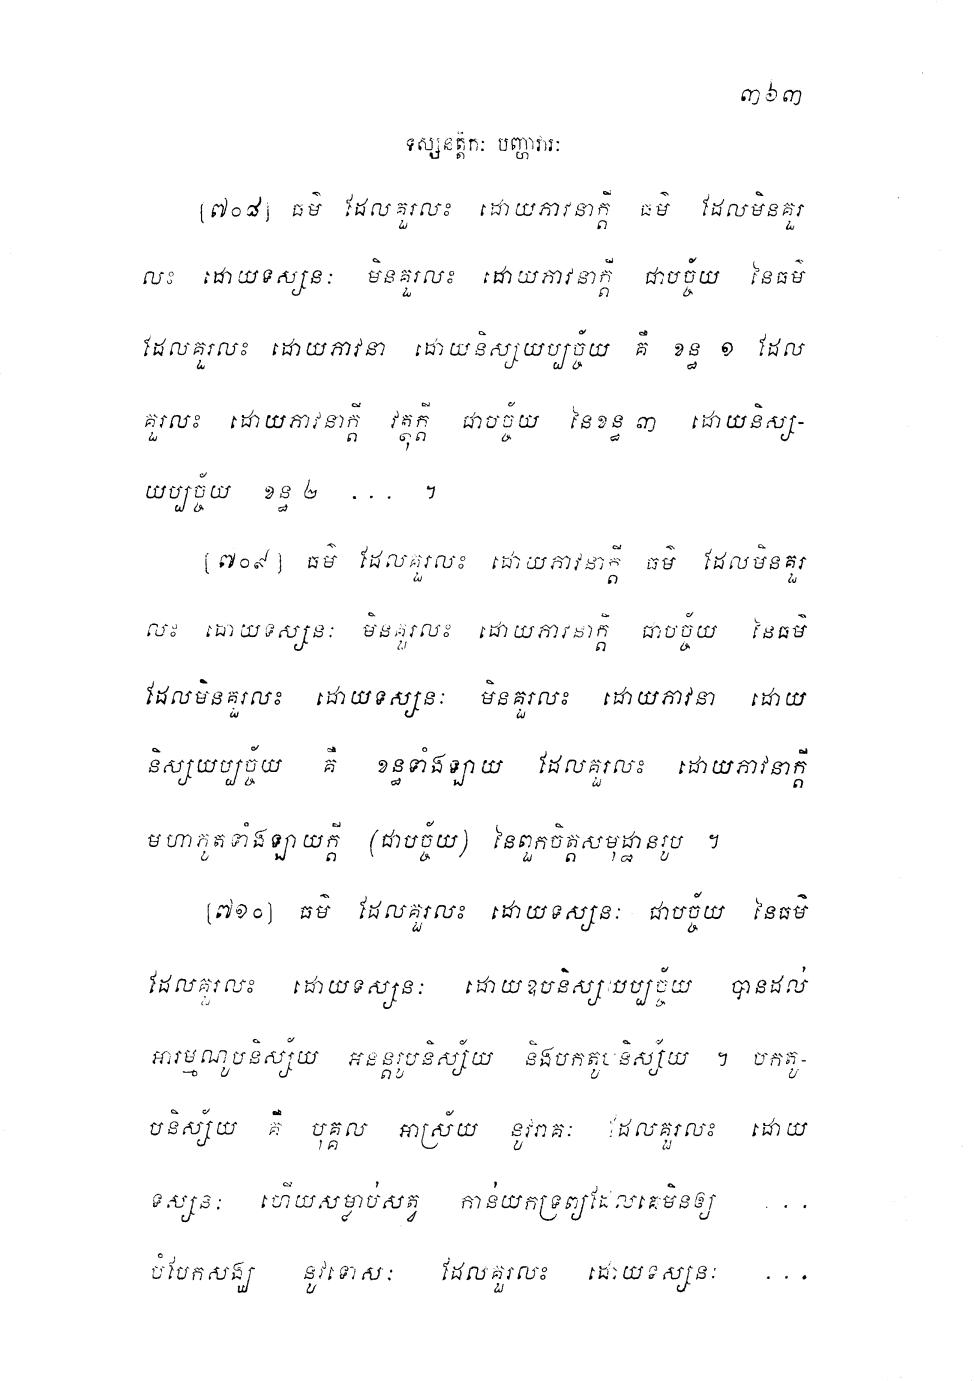 ៣៦៣
ទស្សនត្តិកៈ បញ្ហាវារៈ
[៧០៨] ធម៌ ដែលគួរលះ ដោយភាវនាក្តី ធម៌ ដែលមិនគួរ
លះ ដោយទស្សនៈ មិនគួរលះ ដោយភាវនាក្តី ជាបច្ច័យ នៃធម៌
ដែលគួរលះ ដោយភាវនា ដោយនិស្សយប្បច្ច័យ គឺ ខន្ធ ១ ដែល
គួរលះ ដោយភាវនាក្តី វត្ថុក្តី ជាបច្ច័យ នៃខន្ធ ៣ ដោយនិស្ស-
យប្បច្ច័យ ខន្ធ ២ ... ។
[៧០៩] ធម៌ ដែលគួរលះ ដោយភាវនាក្តី ធម៌ ដែលមិនគួរ
លះ ដោយទស្សនៈ មិនគួរលះ ដោយភាវនាក្តី ជាបច្ច័យ នៃធម៌
ដែលមិនគួរលះ ដោយទស្សនៈ មិនគួរលះ ដោយភាវនា ដោយ
និស្សយប្បច្ច័យ គឺ ខន្ធទាំងឡាយ ដែលគួរលះ ដោយភាវនាក្តី
មហាភូតទាំងឡាយក្តី (ជាបច្ច័យ) នៃពួកចិត្តសមុដ្ឋានរូប ។
[៧១០] ធម៌ ដែលគួរលះ ដោយទស្សនៈ ជាបច្ច័យ នៃធម៌
ដែលគួរលះ ដោយទស្សនៈ ដោយឧបនិស្សយប្បច្ច័យ បានដល់
អារម្មណូបនិស្ស័យ អនន្តរូបនិស្ស័យ និងបកតូបនិស្ស័យ ។ បកតូ-
បនិស្ស័យ គឺ បុគ្គល អាស្រ័យ នូវរាគៈ ដែលគួរលះ ដោយ
ទស្សនៈ ហើយសម្លាប់សត្វ កាន់យកទ្រព្យដែលគេមិនឲ្យ ...
បំបែកសង្ឃ នូវទោសៈ ដែលគួរលះ ដោយទស្សនៈ ...